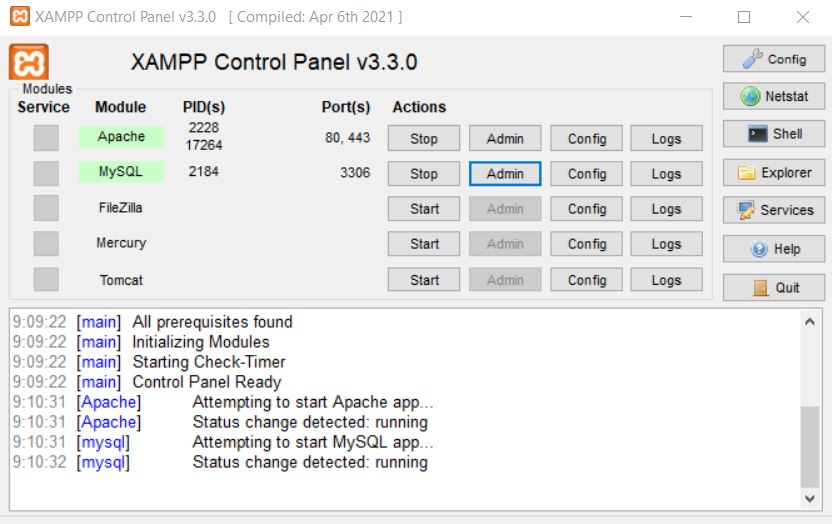 XAMPP Control Panel v3.3.0 [ Compiled: Apr 6th 2021 ]
XAMPP Control Panel v3.3.0
Config
Modules
Service Module PID(s) Port(s) Actions
Netstat
Apache 2228 17264 80, 443 Stop Admin Config Logs
Shell
MySQL 2184 3306 Stop Admin Config Logs
Explorer
FileZilla Start Admin Config Logs
Services
Mercury Start Admin Config Logs
Help
Tomcat Start Admin Config Logs
Quit
9:09:22 [main] All prerequisites found
9:09:22 [main] Initializing Modules
9:09:22 [main] Starting Check-Timer
9:09:22 [main] Control Panel Ready
9:10:31 [Apache] Attempting to start Apache app...
9:10:31 [Apache] Status change detected: running
9:10:31 [mysql] Attempting to start MySQL app...
9:10:32 [mysql] Status change detected: running